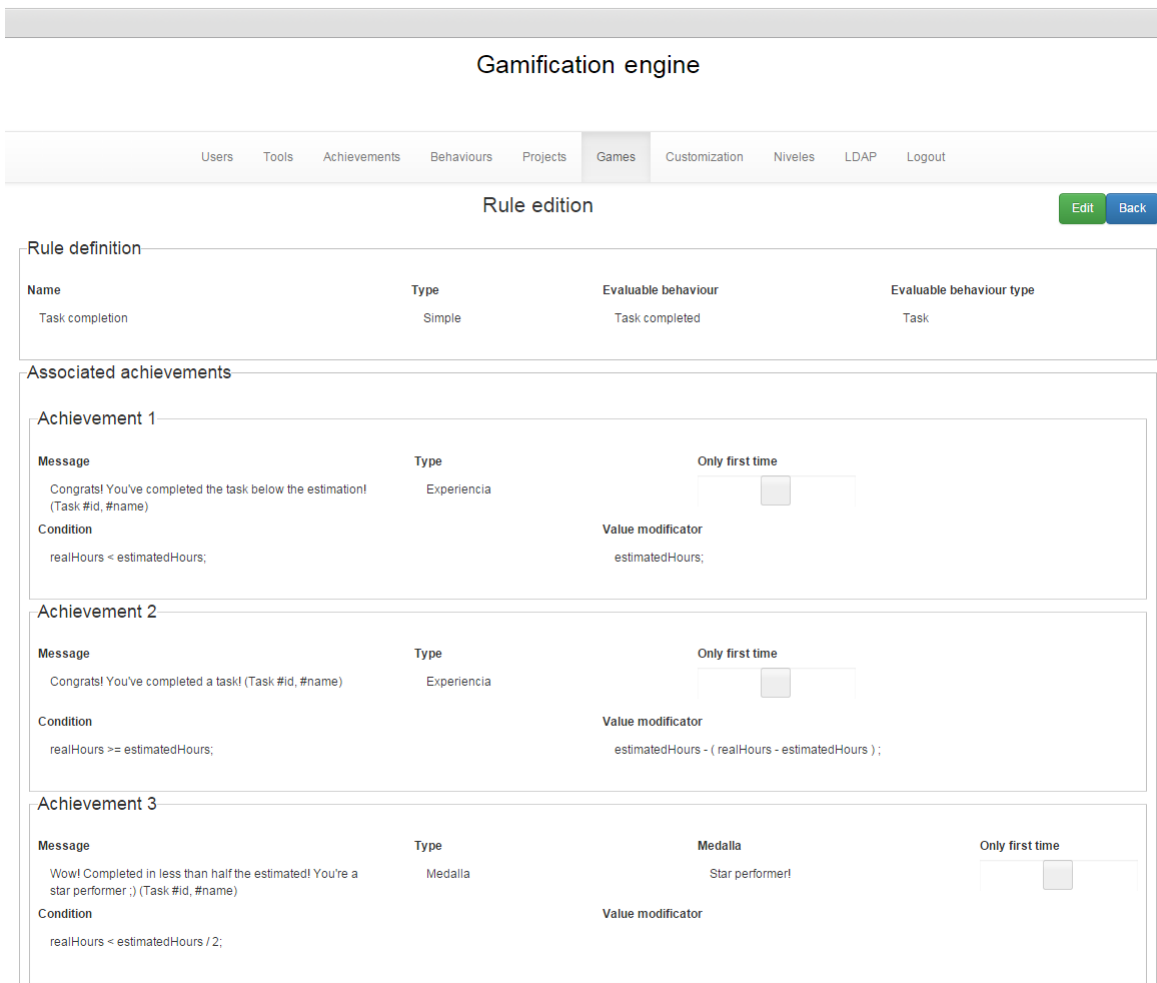 Gamification engine
Users Tools Achievements Behaviours Projects Games Customization Niveles LDAP Logout
Rule edition
Edit Back
Rule definition
Name Type Evaluable behaviour Evaluable behaviour type
Task completion Simple Task completed Task
Associated achievements
Achievement 1
Message Type Only first time
Congrats! You've completed the task below the estimation! Experiencia
(Task #id, #name)
Condition Value modificator
realHours < estimatedHours; estimatedHours;
Achievement 2
Message Type Only first time
Congrats! You've completed a task! (Task #id, #name) Experiencia
Condition Value modificator
realHours >= estimatedHours; estimatedHours - ( realHours - estimatedHours ) ;
Achievement 3
Message Type Medalla Only first time
Wow! Completed in less than half the estimated! You're a Medalla Star performer!
star performer ;) (Task #id, #name)
Condition Value modificator
realHours < estimatedHours / 2;